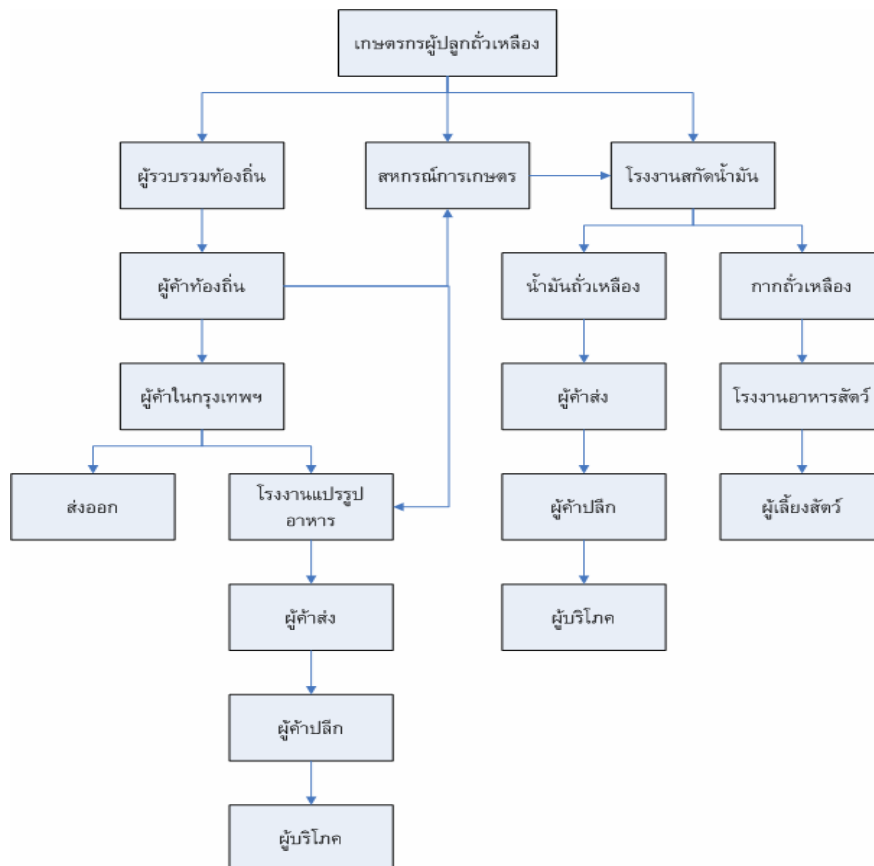 เกษตรกรผู้ปลูกถั่วเหลือง
ผู้รวบรวมท้องถิ่น
สหกรณ์การเกษตร
โรงงานสกัดน้ำมัน
ผู้ค้าท้องถิ่น
น้ำมันถั่วเหลือง
กากถั่วเหลือง
ผู้ค้าในกรุงเทพฯ
ผู้ค้าส่ง
โรงงานอาหารสัตว์
ส่งออก
โรงงานแปรรูป
อาหาร
ผู้ค้าปลีก
ผู้เลี้ยงสัตว์
ผู้ค้าส่ง
ผู้บริโภค
ผู้ค้าปลีก
ผู้บริโภค